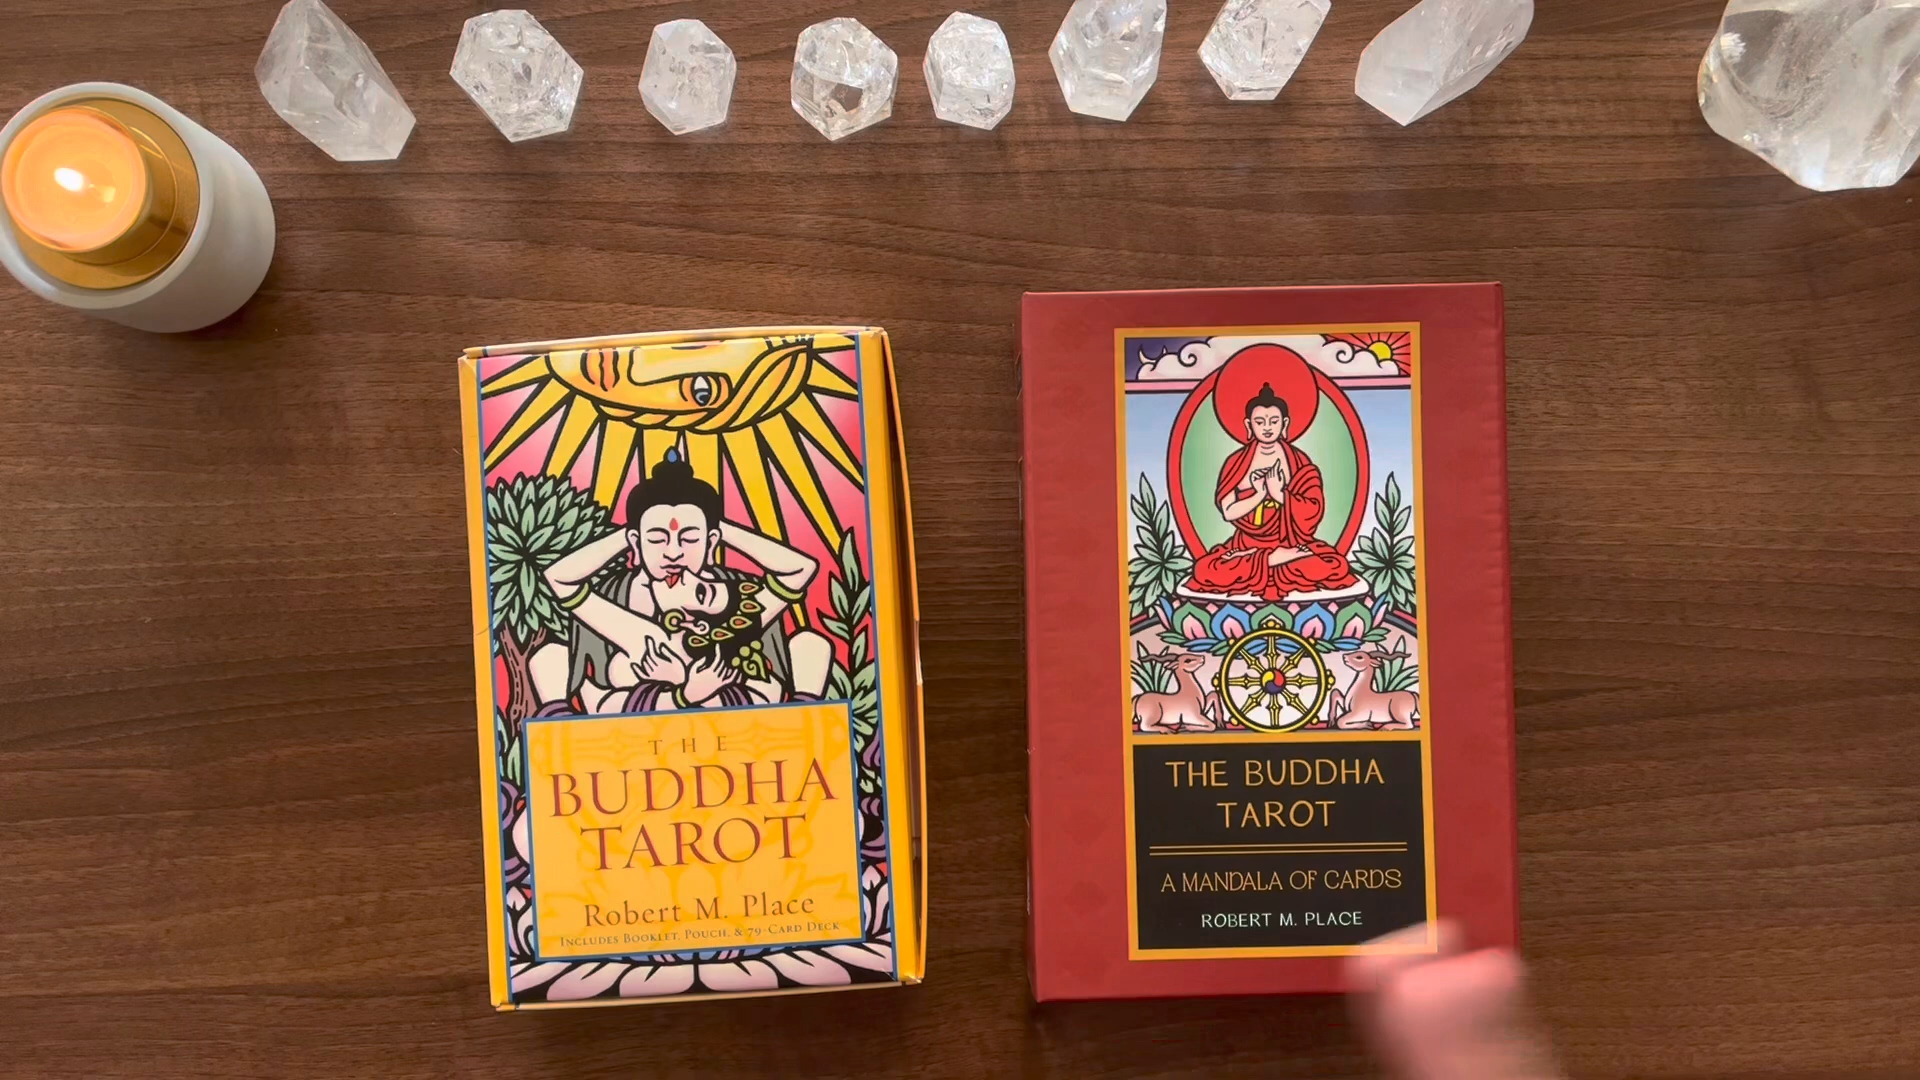 THE
BUDDHA
TAROT
Robert M. Place
INCLUDES BOOKLET, POUCH, & 79-CARD DECK
THE BUDDHA
TAROT
A MANDALA OF CARDS
ROBERT M. PLACE